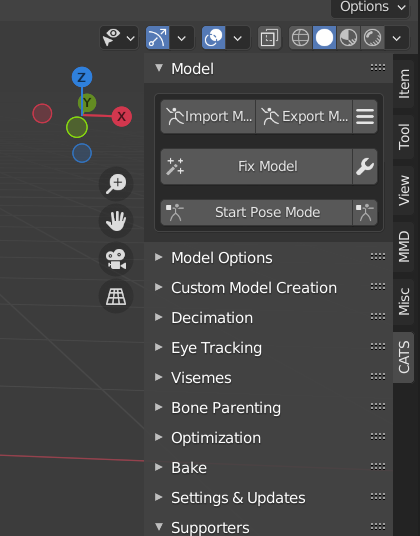 Options
Z
Y
X
Model
Import M...
Export M...
Fix Model
Start Pose Mode
Model Options
Custom Model Creation
Decimation
Eye Tracking
Visemes
Bone Parenting
Optimization
Bake
Settings & Updates
Supporters
Item
Tool
View
MMD
Misc
CATS